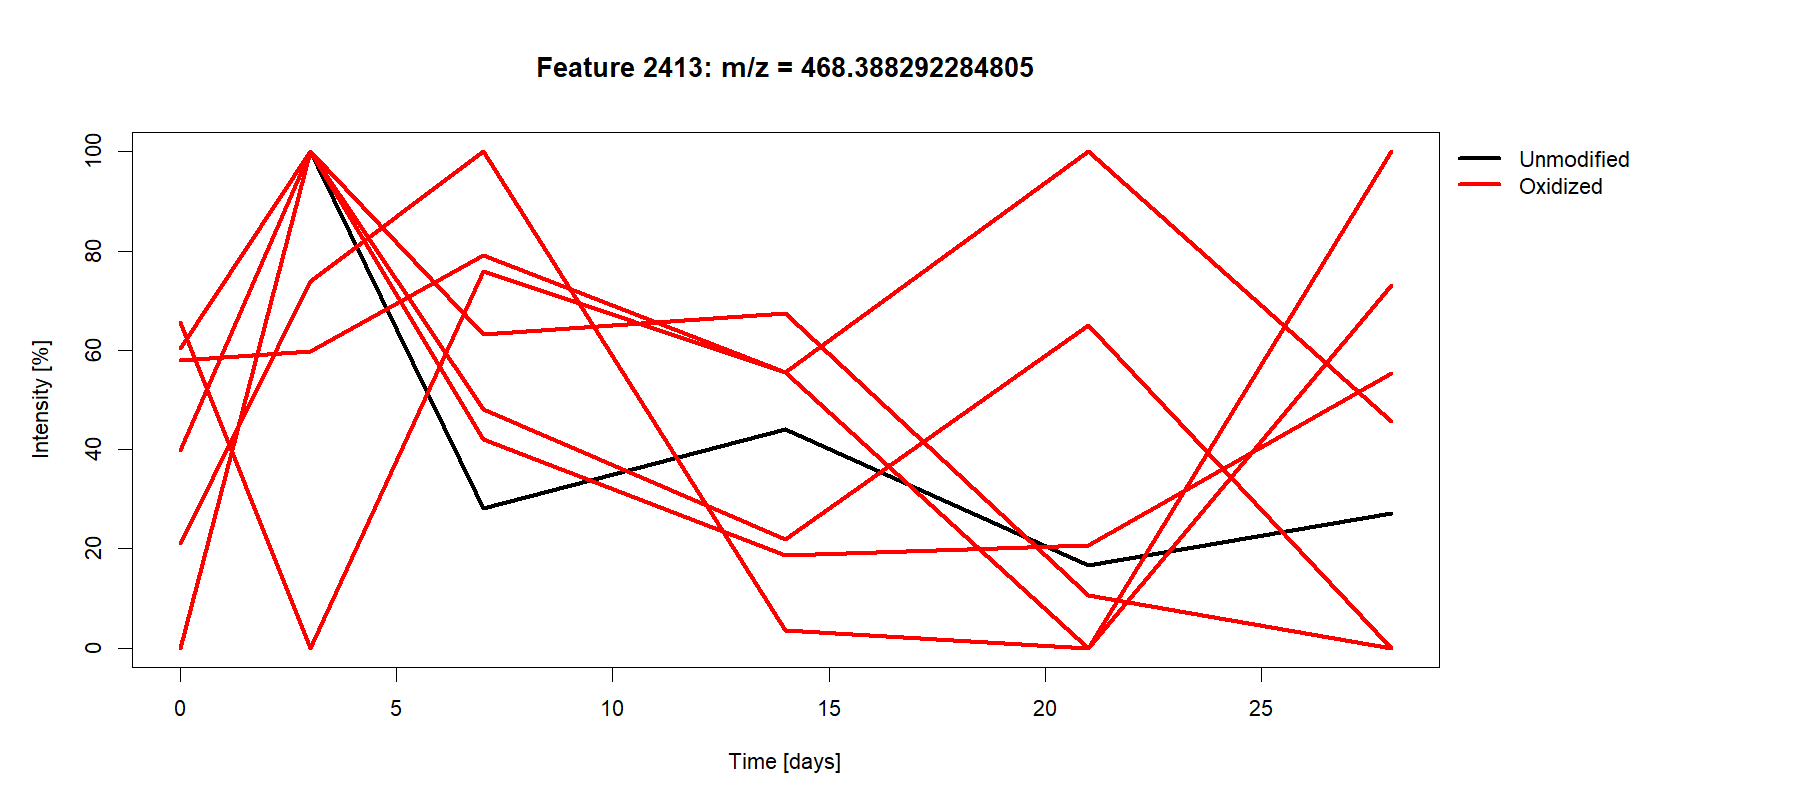 Feature 2413: m/z = 468.388292284805
Unmodified
Oxidized
100
80
60
40
20
0
Intensity [%]
0 5 10 15 20 25
Time [days]